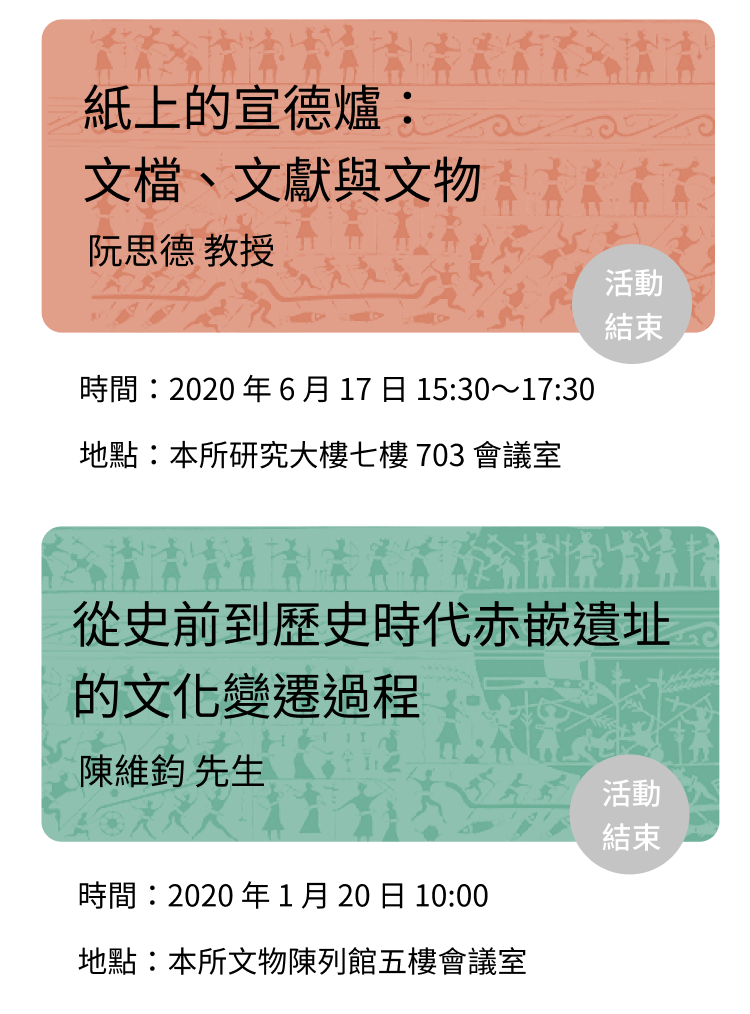 紙上的宣德爐：
文檔、文獻與文物
阮思德 教授
活動
結束
時間：2020 年 6 月 17 日 15:30～17:30
地點：本所研究大樓七樓 703 會議室
從史前到歷史時代赤嵌遺址
的文化變遷過程
陳維鈞 先生
活動
結束
時間：2020 年 1 月 20 日 10:00
地點：本所文物陳列館五樓會議室